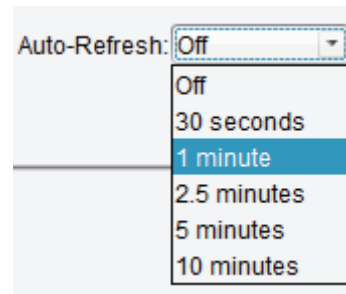 Auto-Refresh: Off
Off
30 seconds
1 minute
2.5 minutes
5 minutes
10 minutes